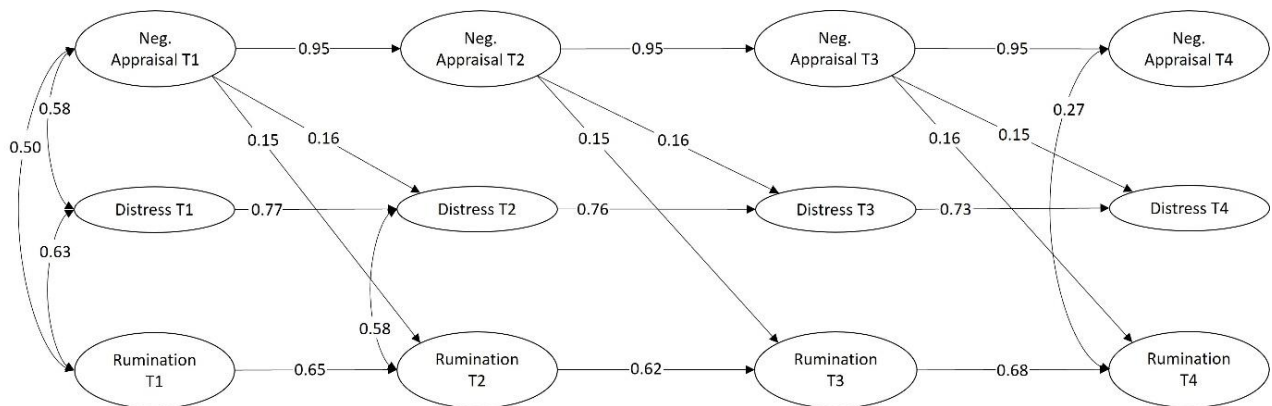 Neg.
Appraisal T1
0.95
Neg.
Appraisal T2
0.95
Neg.
Appraisal T3
0.95
Neg.
Appraisal T4
0.58
0.50
0.15
0.16
0.15
0.16
0.16
0.15
0.27
Distress T1
0.77
Distress T2
0.76
Distress T3
0.73
Distress T4
0.63
0.58
Rumination
T1
0.65
Rumination
T2
0.62
Rumination
T3
0.68
Rumination
T4